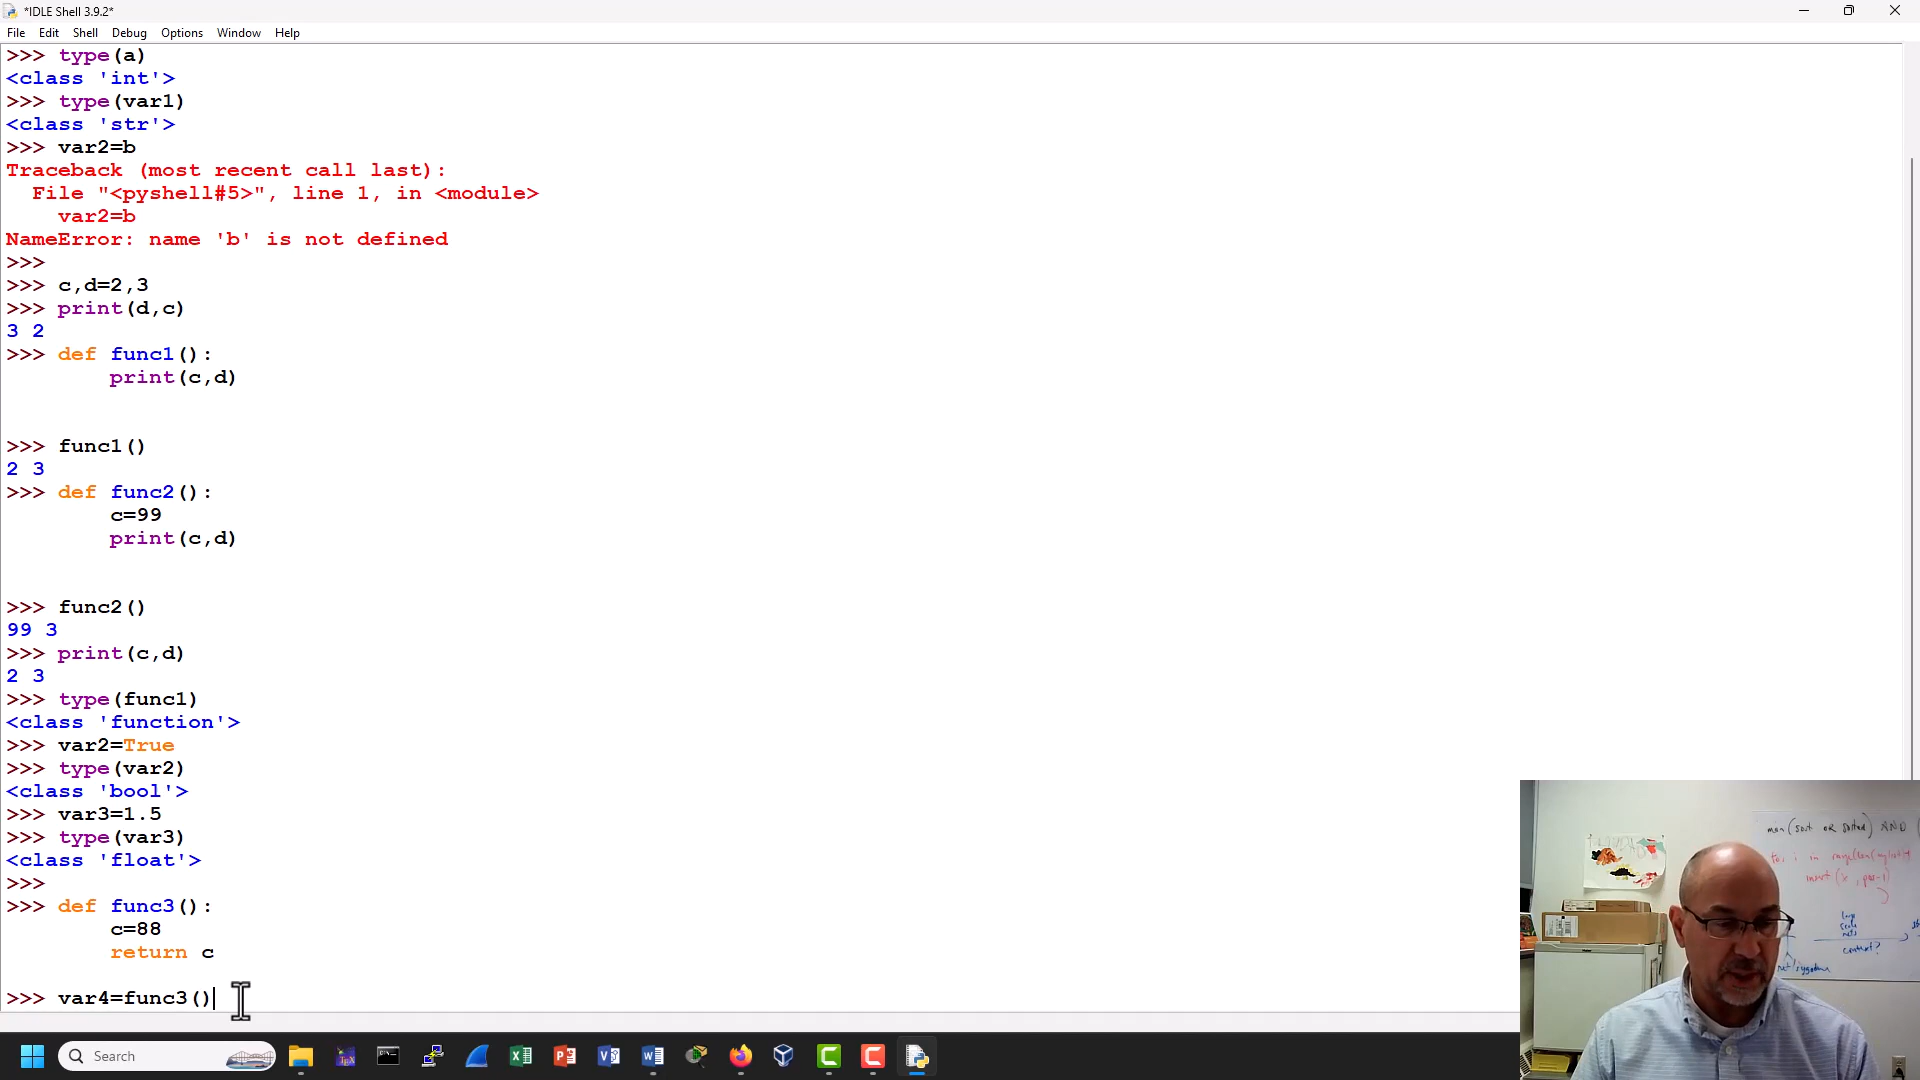 *IDLE Shell 3.9.2*
File Edit Shell Debug Options Window Help
>>> type(a)
<class 'int'>
>>> type(var1)
<class 'str'>
>>> var2=b
Traceback (most recent call last):
  File "<pyshell#5>", line 1, in <module>
    var2=b
NameError: name 'b' is not defined
>>>
>>> c,d=2,3
>>> print(d,c)
3 2
>>> def func1():
        print(c,d)
>>> func1()
2 3
>>> def func2():
        c=99
        print(c,d)
>>> func2()
99 3
>>> print(c,d)
2 3
>>> type(func1)
<class 'function'>
>>> var2=True
>>> type(var2)
<class 'bool'>
>>> var3=1.5
>>> type(var3)
<class 'float'>
>>>
>>> def func3():
        c=88
        return c
>>> var4=func3()
Search